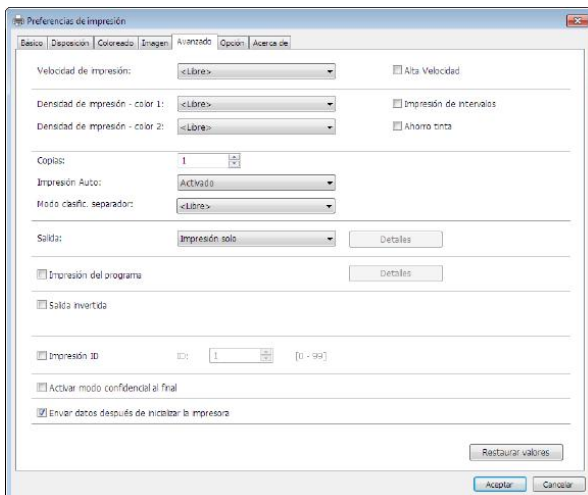 Preferencias de impresión
Básico Disposición Coloreado Imagen Avanzado Opción Acerca de
Velocidad de impresión: <Libre> Alta Velocidad
Densidad de impresión - color 1: <Libre> Impresión de intervalos
Densidad de impresión - color 2: <Libre> Ahorro tinta
Copias: 1
Impresión Auto: Activado
Modo clasific. separador: <Libre>
Salida: Impresión solo Detalles
Impresión del programa Detalles
Salida invertida
Impresión ID ID: 1 [0 - 99]
Activar modo confidencial al final
Enviar datos después de inicializar la impresora
Restaurar valores
Aceptar Cancelar